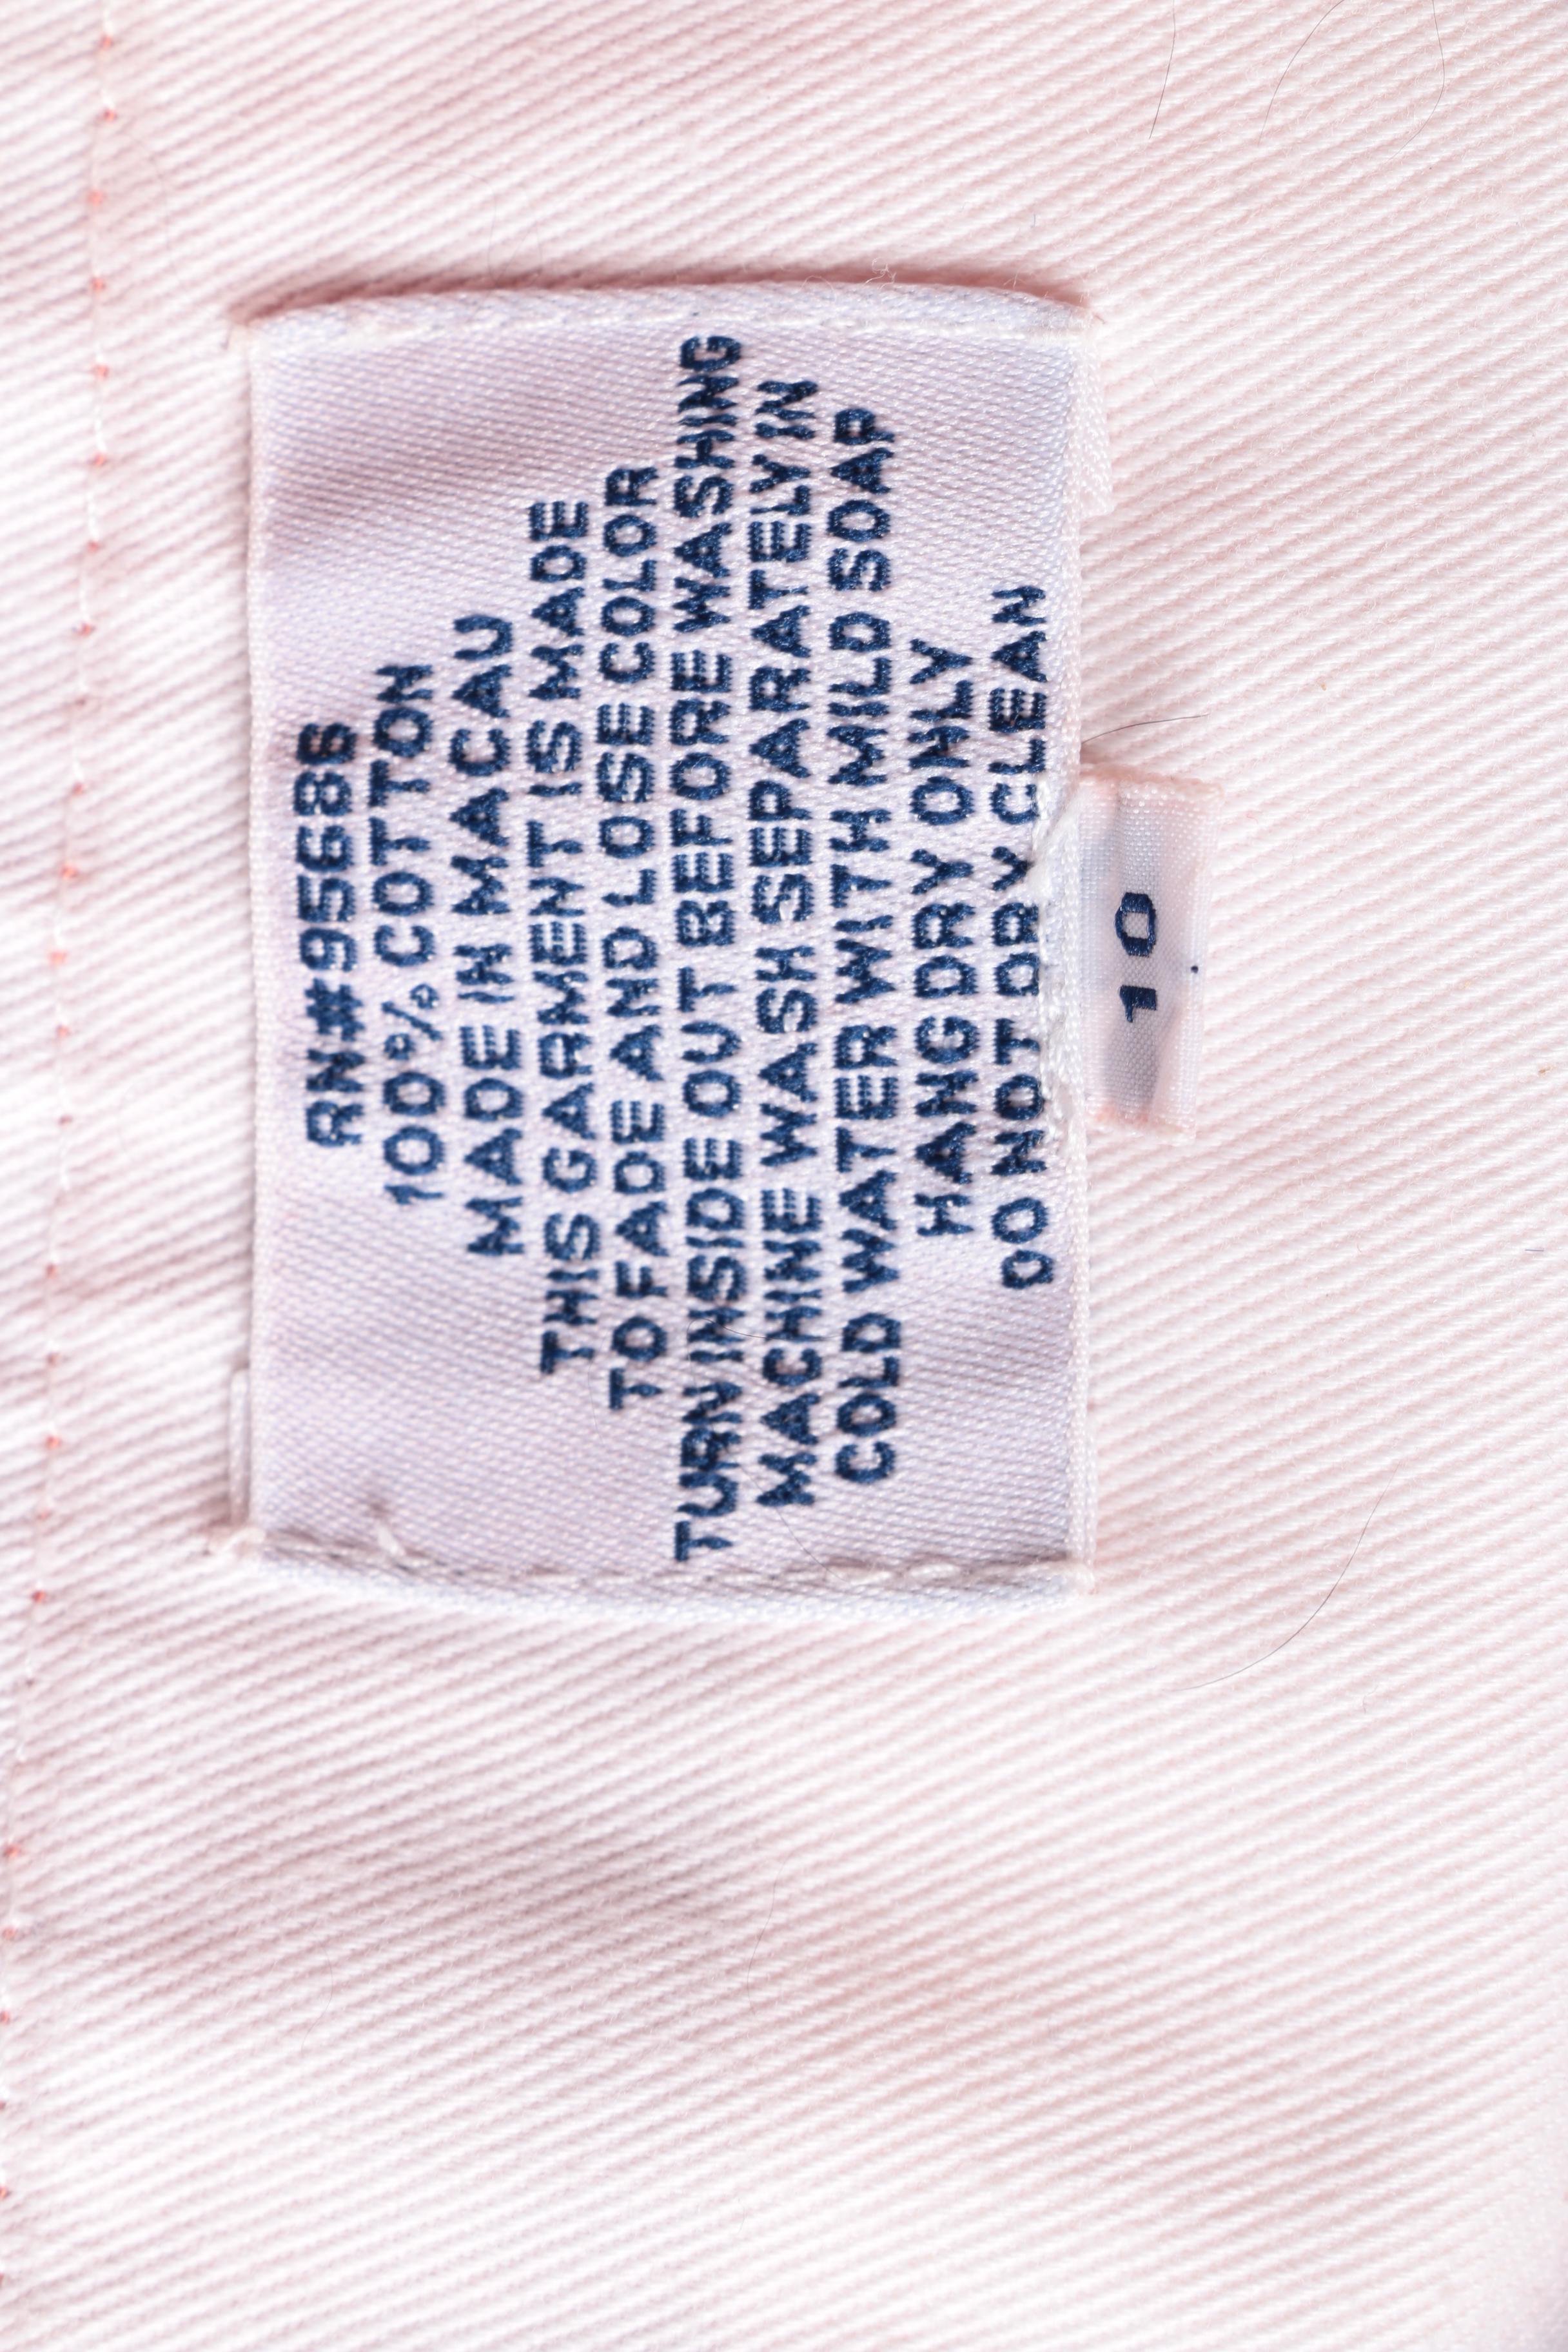 RN#95686
100% COTTON
MADE IN MACAU
THIS GARMENT IS MADE
TO FADE AND LOSE COLOR
TURN INSIDE OUT BEFORE WASHING
MACHINE WASH SEPARATELY IN
COLD WATER WITH MILD SOAP
HANG DRY ONLY
DO NOT DRY CLEAN
10